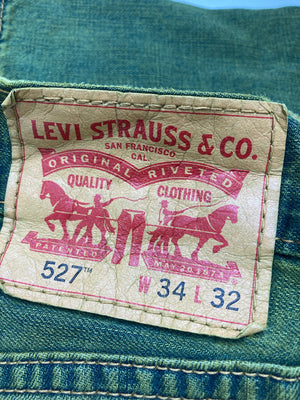 LEVI STRAUSS & CO.
SAN FRANCISCO
CAL.
ORIGINAL RIVETED
QUALITY CLOTHING
PATENTED MAY 20 1873
527™ W 34 L 32